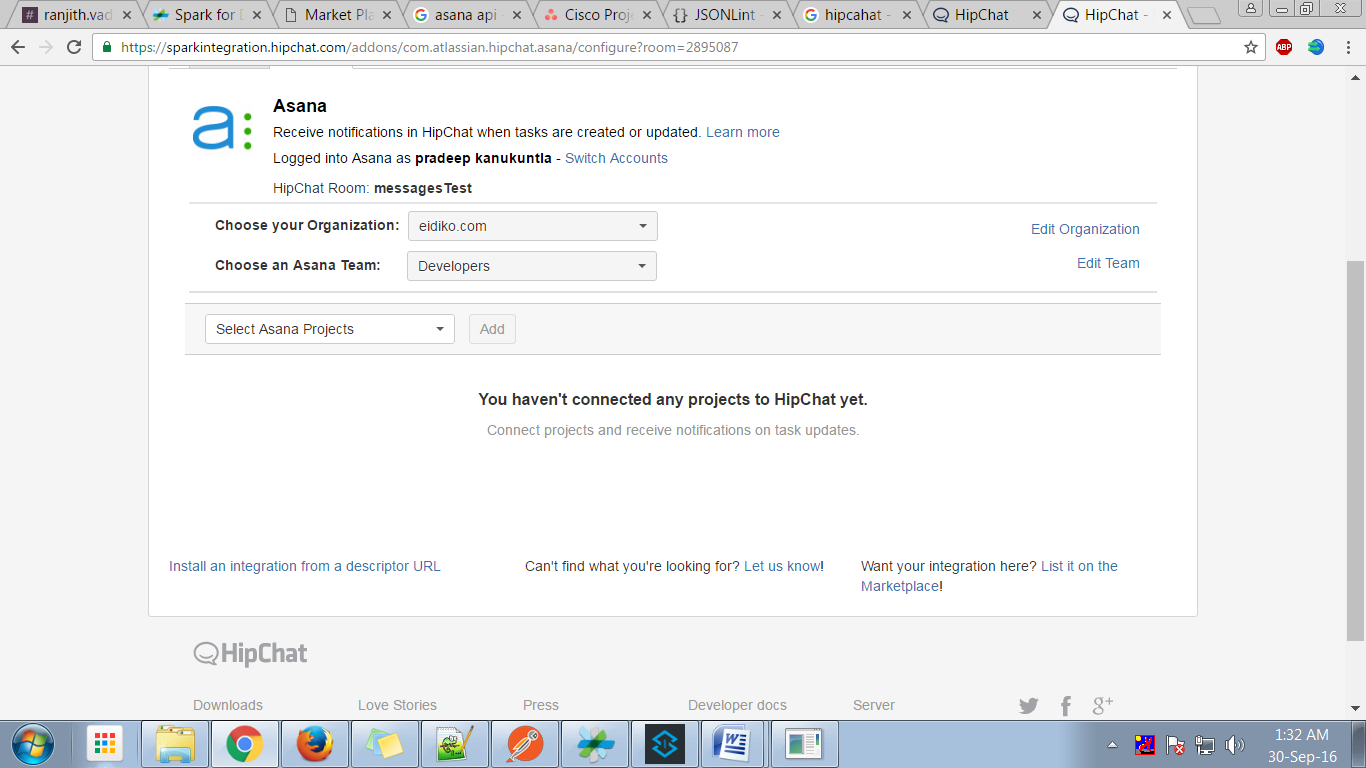 ranjith.vad
Spark for D
Market Pla
asana api
Cisco Proj
JSONLint -
hipcahat -
HipChat
HipChat -
https://sparkintegration.hipchat.com/addons/com.atlassian.hipchat.asana/configure?room=2895087
ABP
a:
Asana
Receive notifications in HipChat when tasks are created or updated. Learn more
Logged into Asana as pradeep kanukuntla - Switch Accounts
HipChat Room: messagesTest
Choose your Organization: eidiko.com Edit Organization
Choose an Asana Team: Developers Edit Team
Select Asana Projects Add
You haven't connected any projects to HipChat yet.
Connect projects and receive notifications on task updates.
Install an integration from a descriptor URL
Can't find what you're looking for? Let us know!
Want your integration here? List it on the
Marketplace!
HipChat
Downloads Love Stories Press Developer docs Server
1:32 AM
30-Sep-16